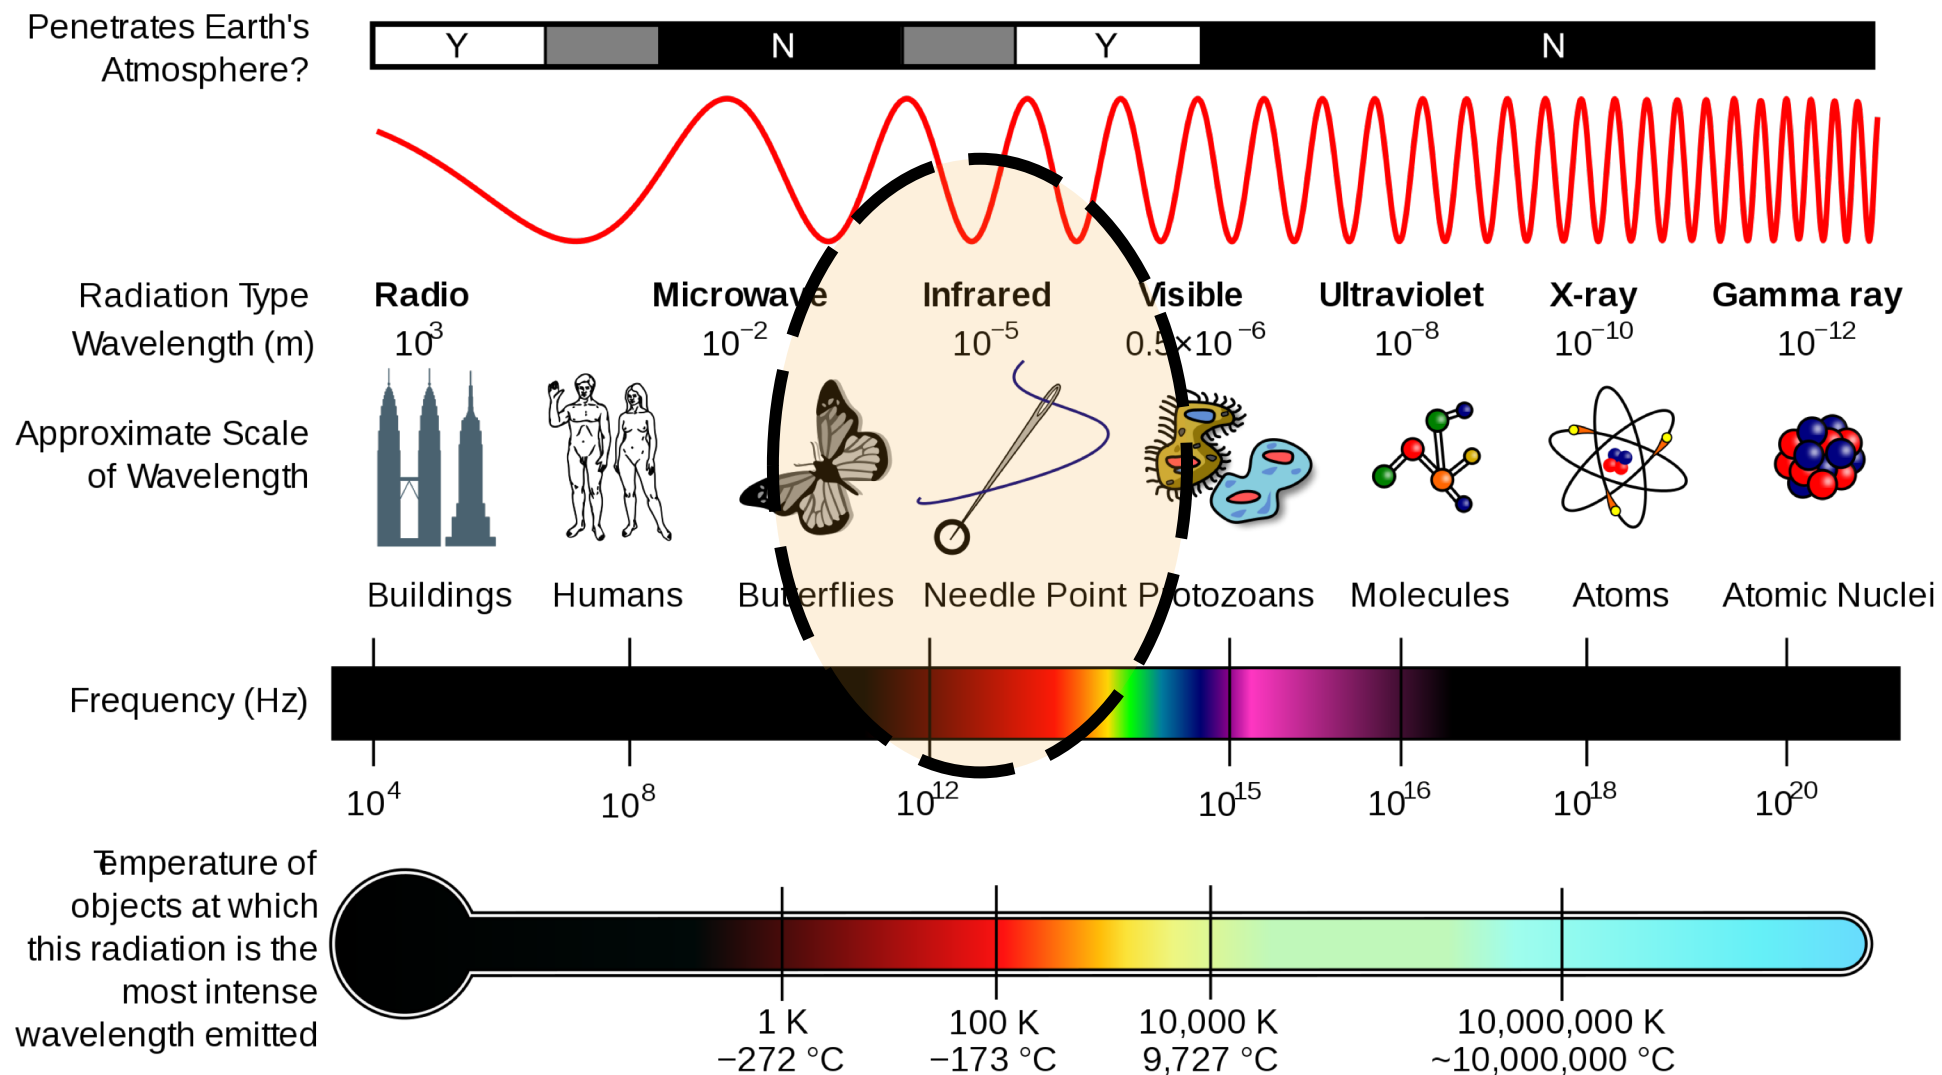 Penetrates Earth's
Atmosphere?
Y N Y N
Radiation Type
Radio Microwave Infrared Visible Ultraviolet X-ray Gamma ray
Wavelength (m)
10³ 10⁻² 10⁻⁵ 0.5×10⁻⁶ 10⁻⁸ 10⁻¹⁰ 10⁻¹²
Approximate Scale
of Wavelength
Buildings Humans Butterflies Needle Point Protozoans Molecules Atoms Atomic Nuclei
Frequency (Hz)
10⁴ 10⁸ 10¹² 10¹⁵ 10¹⁶ 10¹⁸ 10²⁰
Temperature of
objects at which
this radiation is the
most intense
wavelength emitted
1 K 100 K 10,000 K 10,000,000 K
−272 °C −173 °C 9,727 °C ~10,000,000 °C